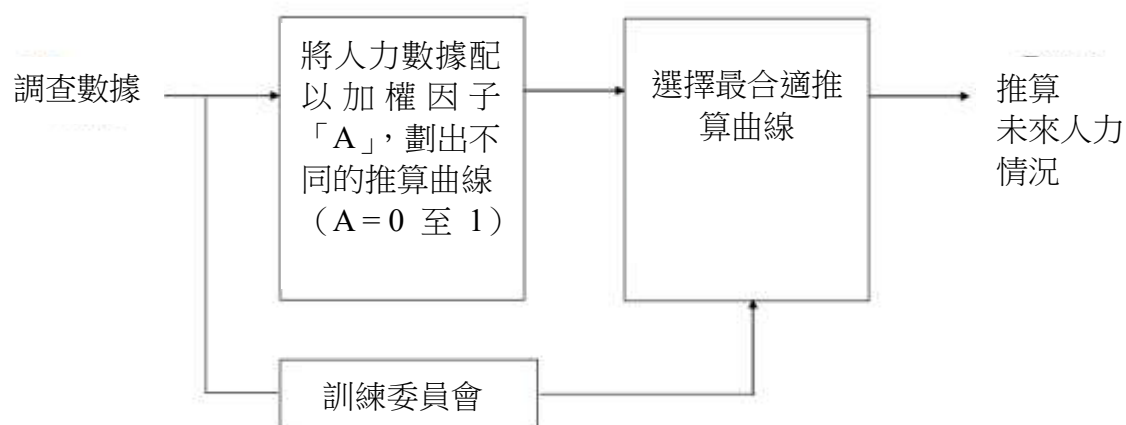 調查數據
將人力數據配
以加權因子
「A」，劃出不
同的推算曲線
（A=0 至 1）
選擇最合適推
算曲線
推算
未來人力
情況
訓練委員會